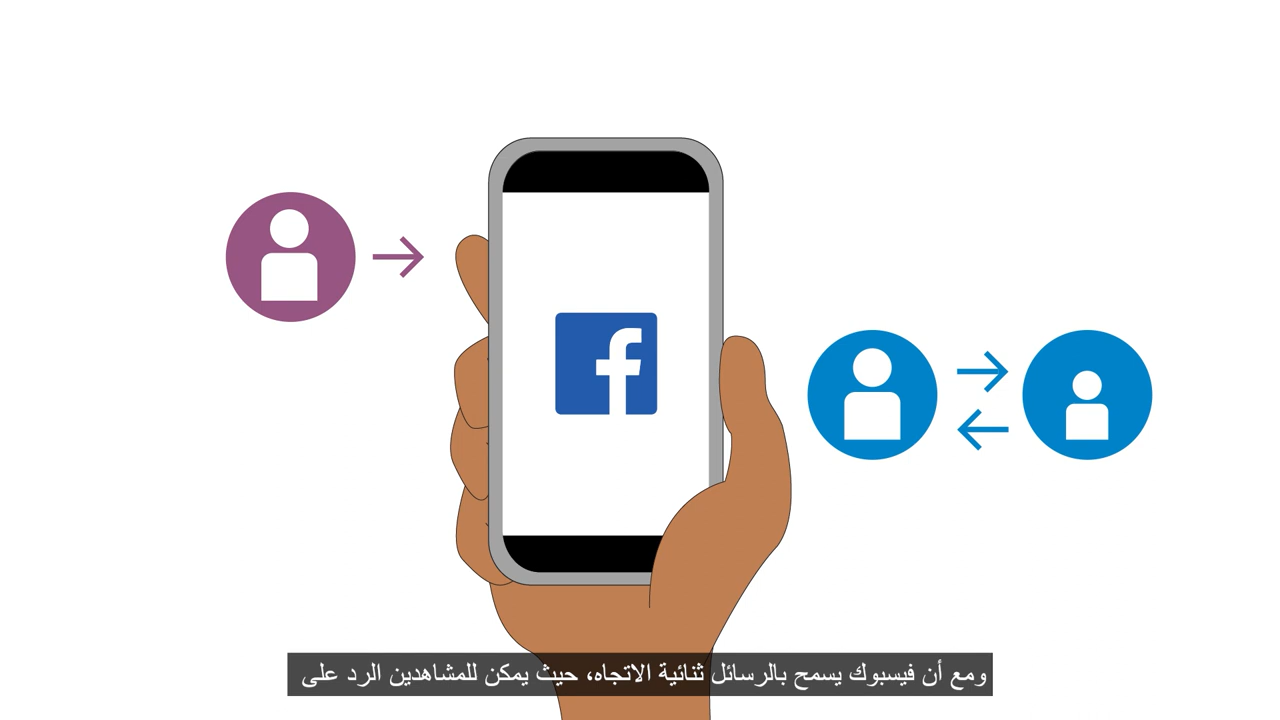 ومع أن فيسبوك يسمح بالرسائل ثنائية الاتجاه، حيث يمكن للمشاهدين الرد على